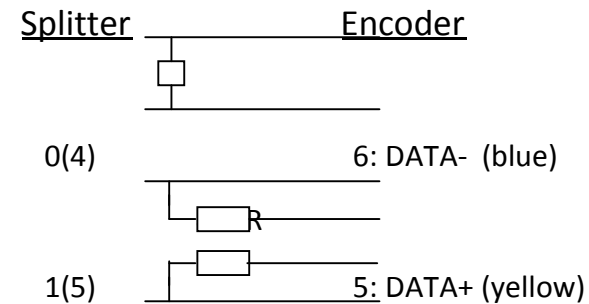 Splitter Encoder
0(4) 6: DATA- (blue)
R
1(5) 5: DATA+ (yellow)